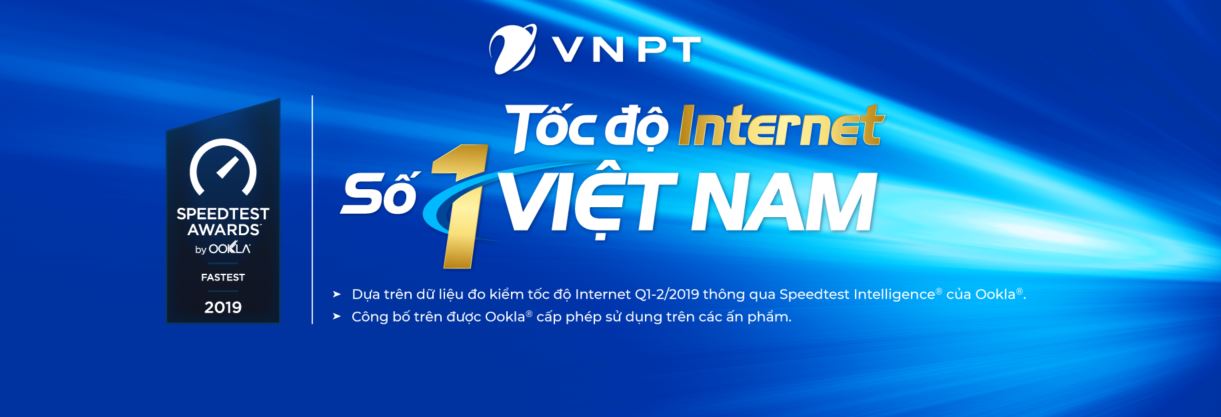 VNPT
Tốc độ Internet
Số 1 VIỆT NAM
SPEEDTEST
AWARDS™
by OOKLA®
FASTEST
2019
➤ Dựa trên dữ liệu đo kiểm tốc độ Internet Q1-2/2019 thông qua Speedtest Intelligence® của Ookla®.
➤ Công bố trên được Ookla® cấp phép sử dụng trên các ấn phẩm.